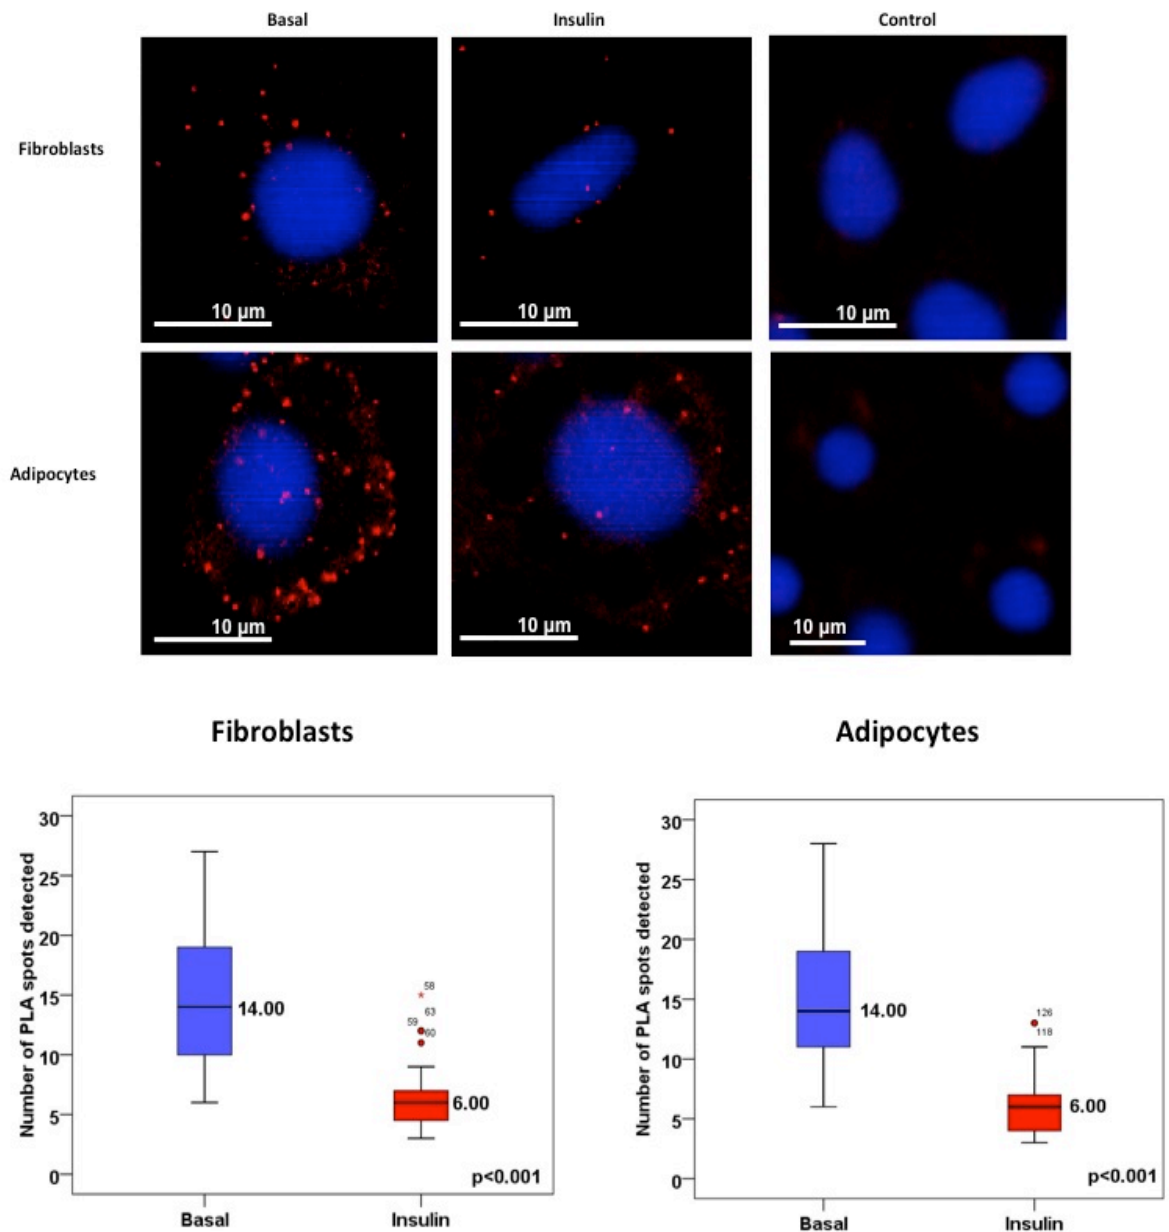 Basal Insulin Control
Fibroblasts
10 µm 10 µm 10 µm
Adipocytes
10 µm 10 µm 10 µm
Fibroblasts Adipocytes
Number of PLA spots detected
30
25
20
15
10
5
0
14.00
58
63
59
60
6.00
p<0.001
Basal Insulin
Number of PLA spots detected
30
25
20
15
10
5
0
14.00
126
118
6.00
p<0.001
Basal Insulin